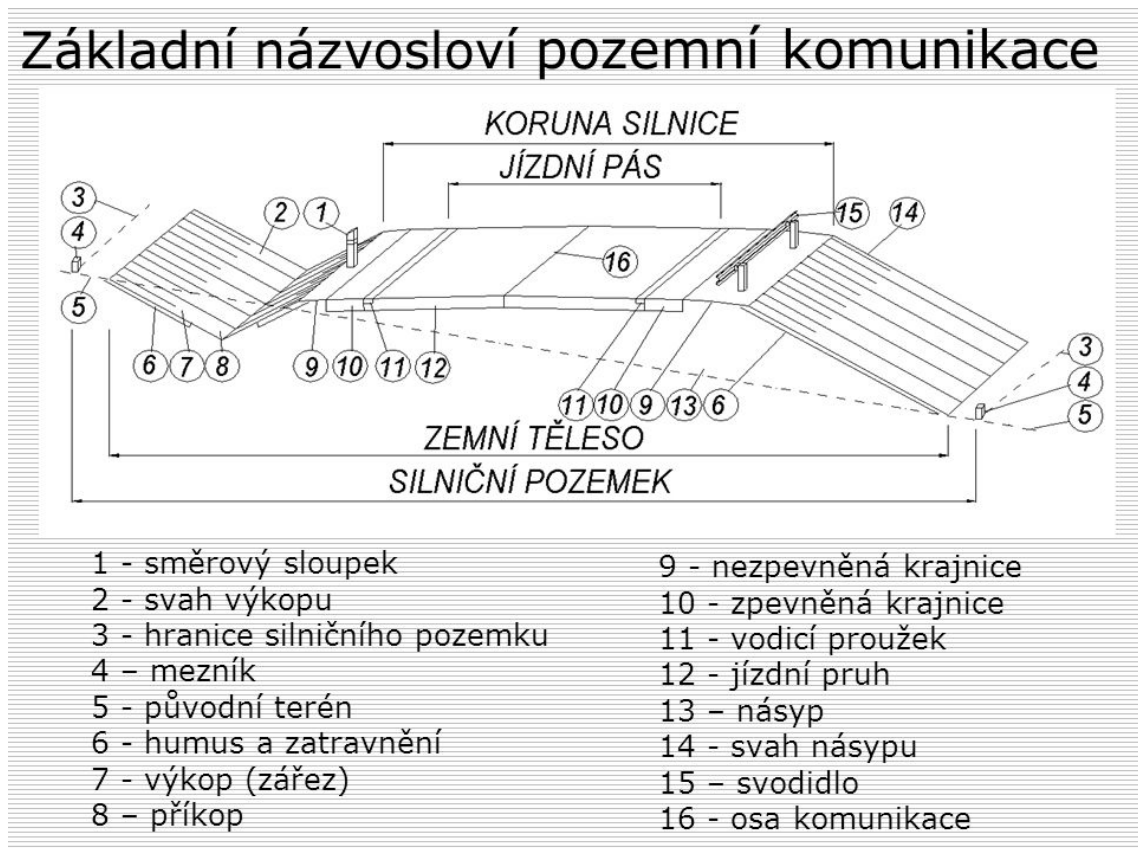 Základní názvosloví pozemní komunikace
KORUNA SILNICE
JÍZDNÍ PÁS
3
2
1
15
14
4
16
5
3
6
7
8
9
10
11
12
4
11
10
9
13
6
5
ZEMNÍ TĚLESO
SILNIČNÍ POZEMEK
1 - směrový sloupek
2 - svah výkopu
3 - hranice silničního pozemku
4 – mezník
5 - původní terén
6 - humus a zatravnění
7 - výkop (zářez)
8 – příkop
9 - nezpevněná krajnice
10 - zpevněná krajnice
11 - vodicí proužek
12 - jízdní pruh
13 – násyp
14 - svah násypu
15 – svodidlo
16 - osa komunikace